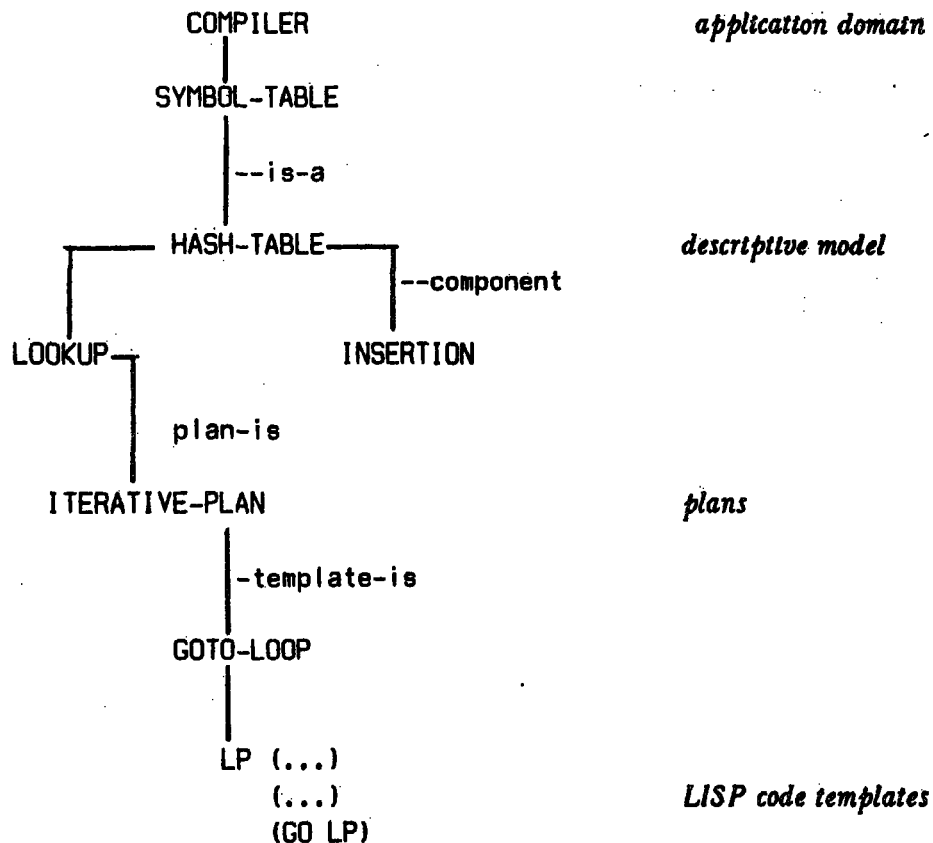 COMPILER application domain
SYMBOL-TABLE
--is-a
HASH-TABLE descriptive model
--component
LOOKUP INSERTION
plan-is
ITERATIVE-PLAN plans
-template-is
GOTO-LOOP
LP (...)
(...) LISP code templates
(GO LP)